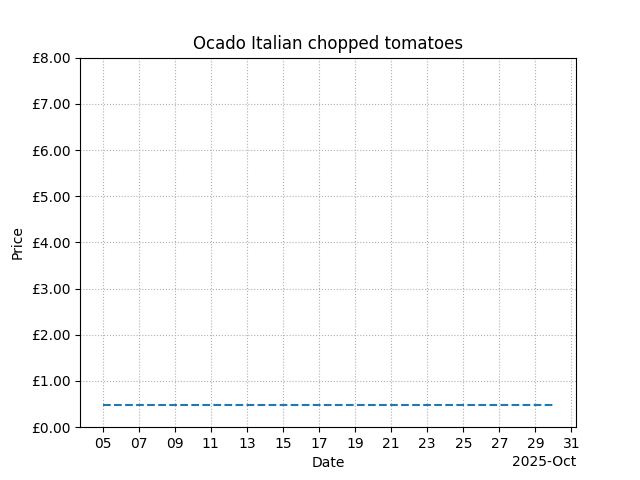 Ocado Italian chopped tomatoes
£8.00
£7.00
£6.00
£5.00
£4.00
£3.00
£2.00
£1.00
£0.00
Price
05 07 09 11 13 15 17 19 21 23 25 27 29 31
Date
2025-Oct